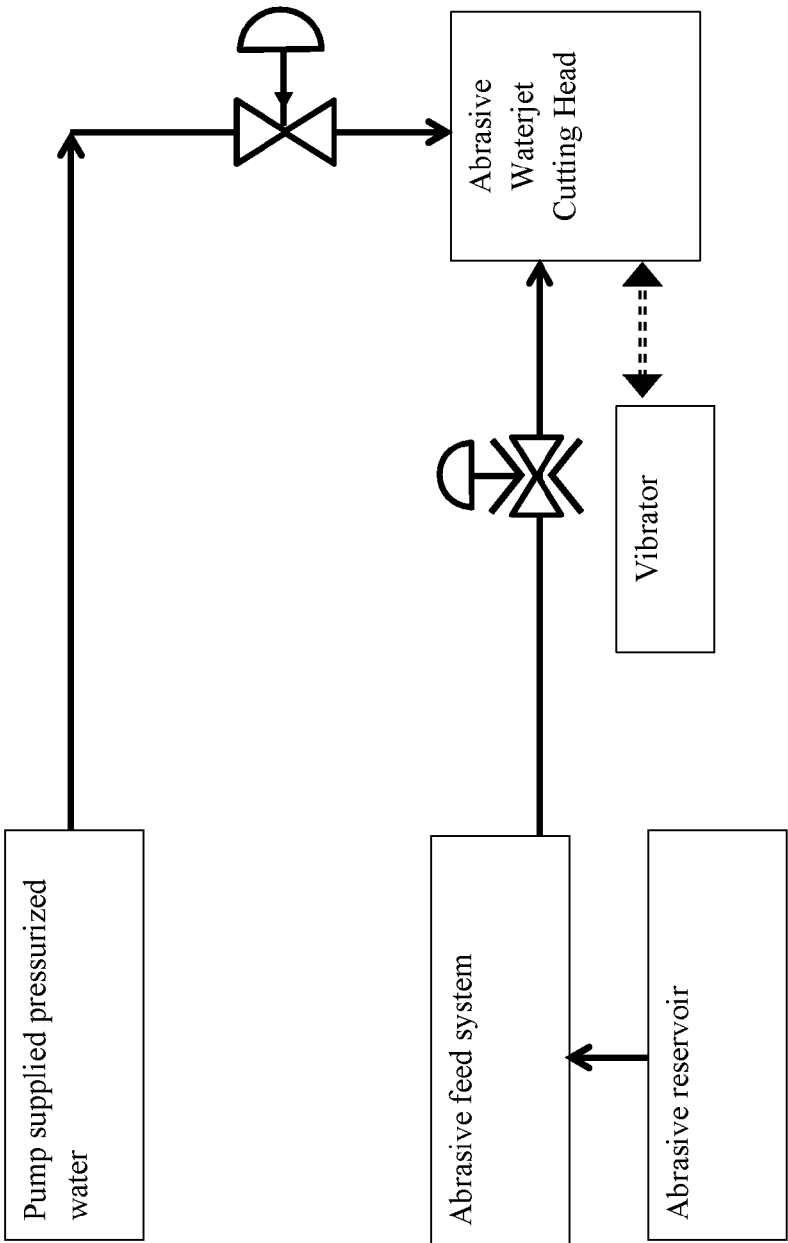 Pump supplied pressurized
water
Abrasive feed system
Abrasive reservoir
Vibrator
Abrasive
Waterjet
Cutting Head